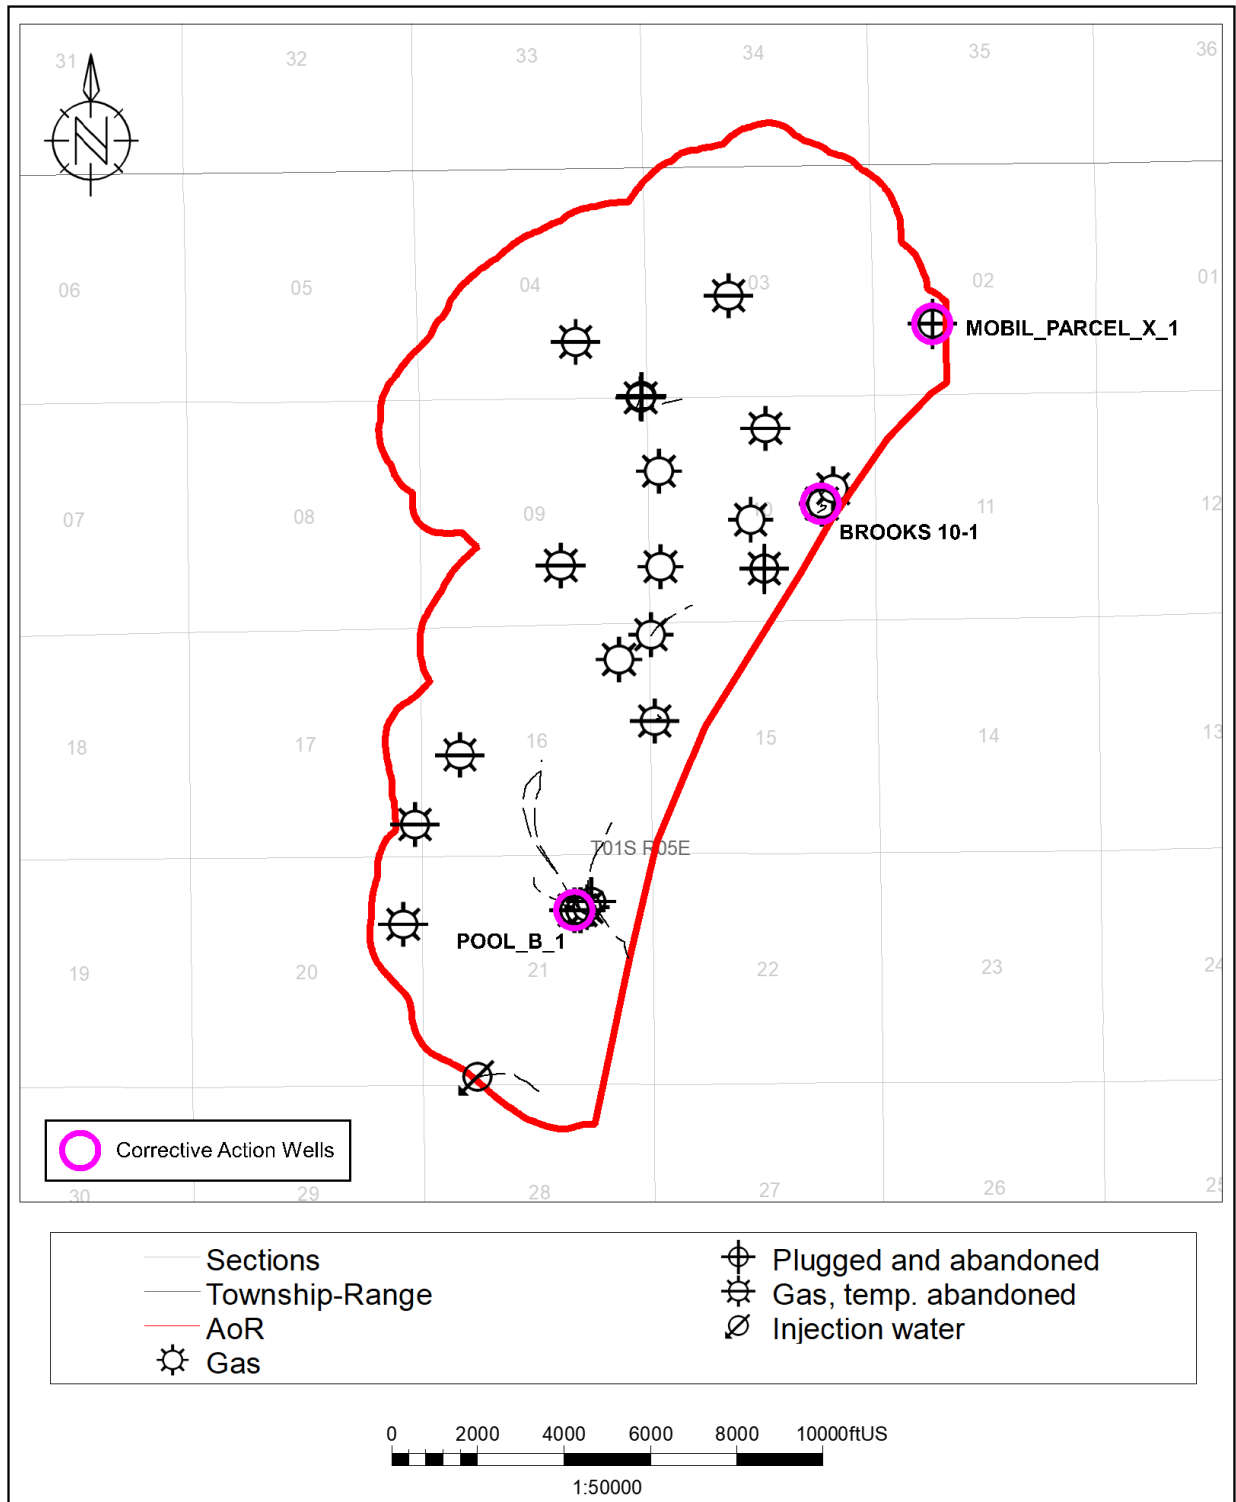 31 32 33 34 35 36
N
06 05 04 03 02 01
MOBIL_PARCEL_X_1
07 08 09 10 11 12
BROOKS 10-1
18 17 16 15 14 13
T01S R05E
POOL_B_1
19 20 21 22 23 24
Corrective Action Wells
30 29 28 27 26 25
Sections
Township-Range
AoR
Gas
Plugged and abandoned
Gas, temp. abandoned
Injection water
0 2000 4000 6000 8000 10000ftUS
1:50000